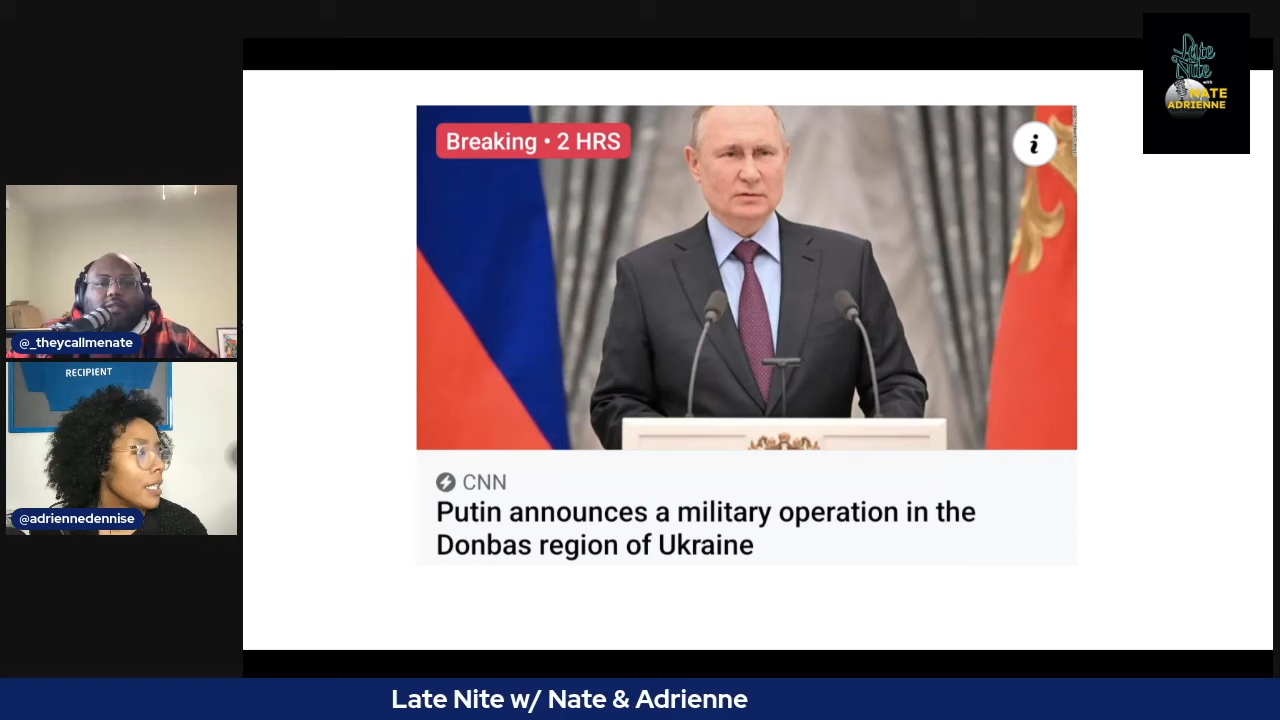 Late
Nite
with
NATE
ADRIENNE
Breaking • 2 HRS
i
@_theycallmenate
RECIPIENT
@adriennedennise
CNN
Putin announces a military operation in the
Donbas region of Ukraine
Late Nite w/ Nate & Adrienne